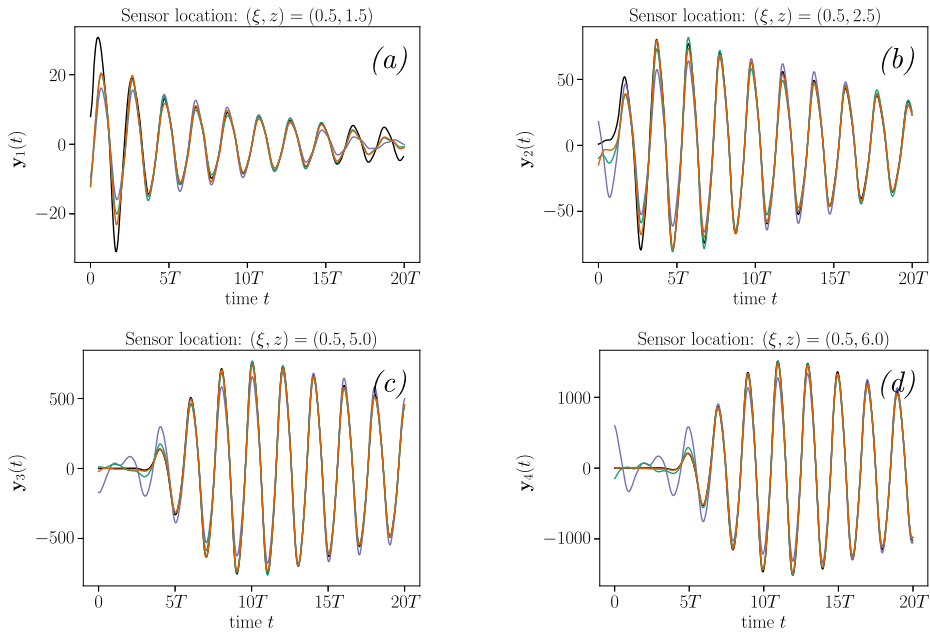 Sensor location: (ξ, z) = (0.5, 1.5)
(a)
20
0
−20
y₁(t)
0 5T 10T 15T 20T
time t
Sensor location: (ξ, z) = (0.5, 2.5)
(b)
50
0
−50
y₂(t)
0 5T 10T 15T 20T
time t
Sensor location: (ξ, z) = (0.5, 5.0)
(c)
500
0
−500
y₃(t)
0 5T 10T 15T 20T
time t
Sensor location: (ξ, z) = (0.5, 6.0)
(d)
1000
0
−1000
y₄(t)
0 5T 10T 15T 20T
time t